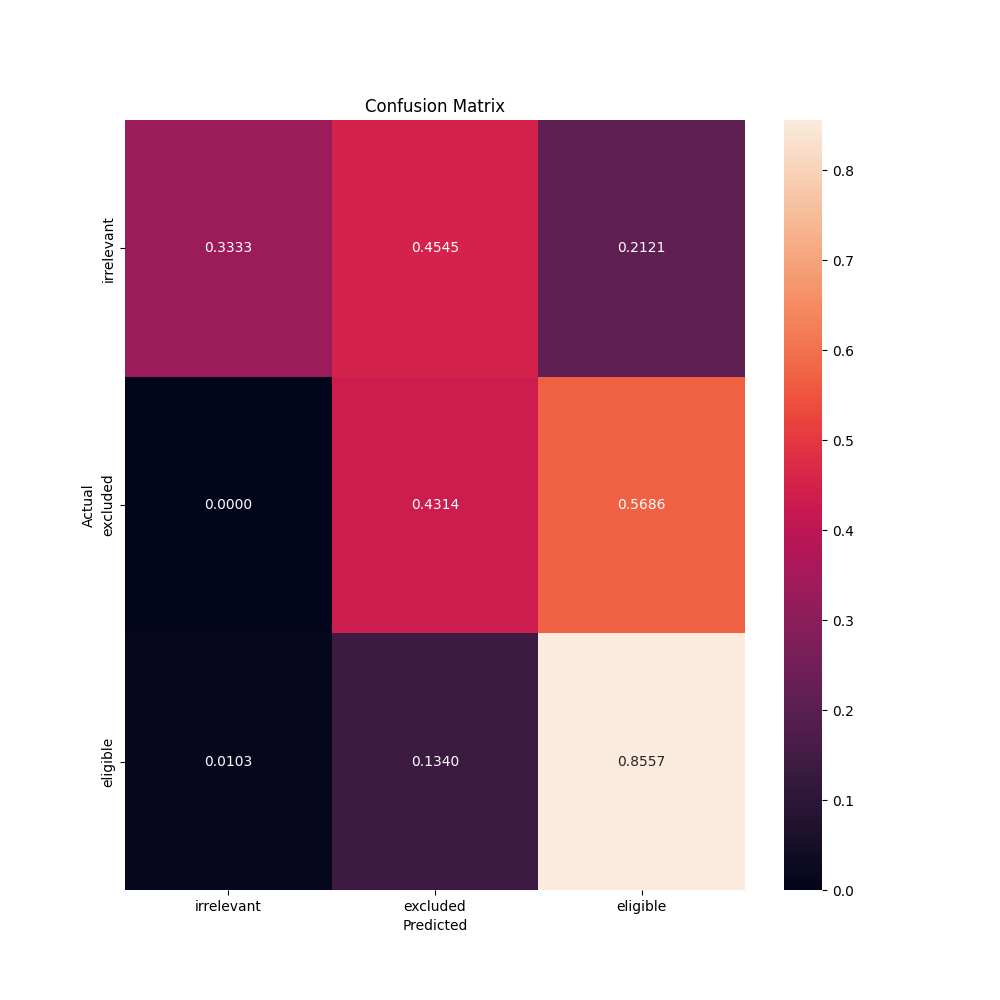 Confusion Matrix
irrelevant
0.3333 0.4545 0.2121
Actual
excluded
0.0000 0.4314 0.5686
eligible
0.0103 0.1340 0.8557
irrelevant excluded eligible
Predicted
0.8
0.7
0.6
0.5
0.4
0.3
0.2
0.1
0.0